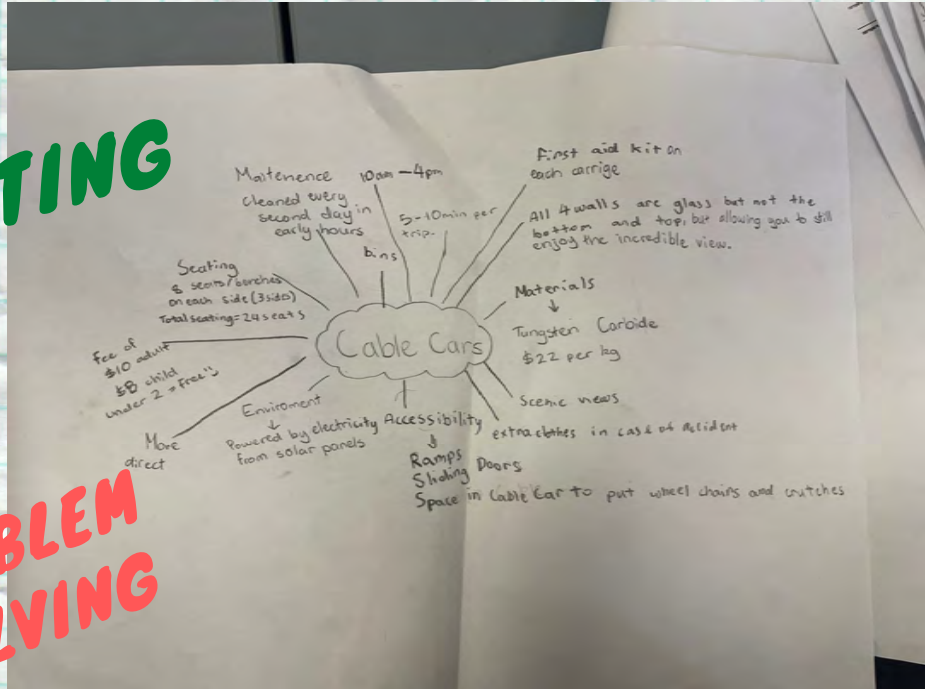 TING
Maitenence
cleaned every
second day in
early hours
10am - 4pm
bins
5-10min per
trip.
First aid kit on
each carrige
All 4 walls are glass but not the
bottom and top, but allowing you to still
enjoy the incredible view.
Seating
8 seats/benches
on each side (3 sides)
Total seating = 24 seats
Materials
↓
Tungsten Carbide
$22 per kg
Cable Cars
Fee of
$10 adult
$8 child
under 2 = free
More
direct
Enviroment
↓
Powered by electricity
from solar panels
Accessibility
↓
Ramps
Sliding Doors
Space in Cable Car to put wheel chairs and crutches
Scenic views
extra clothes in case of accident
BLEM
LVING